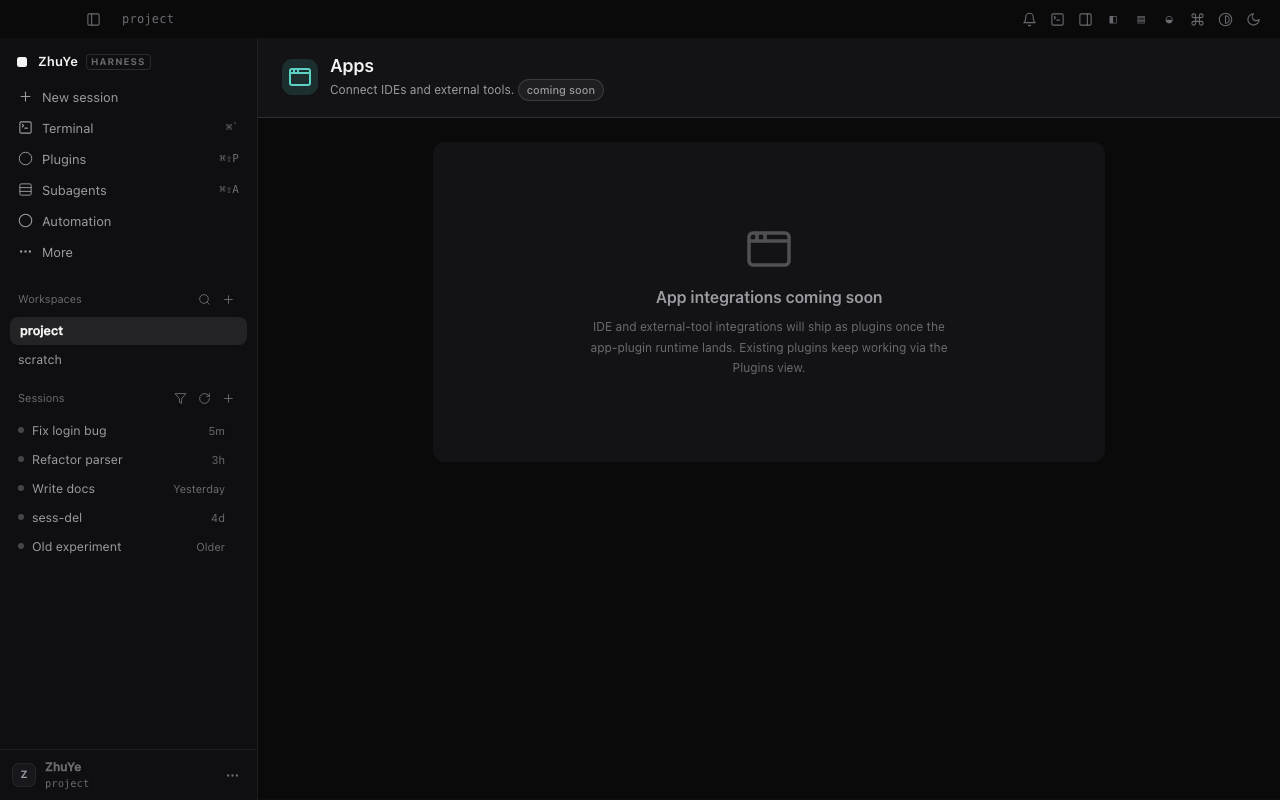 project
ZhuYe HARNESS
New session
Terminal ⌘`
Plugins ⌘⇧P
Subagents ⌘⇧A
Automation
More
Workspaces
project
scratch
Sessions
Fix login bug 5m
Refactor parser 3h
Write docs Yesterday
sess-del 4d
Old experiment Older
Z ZhuYe
project
Apps
Connect IDEs and external tools. coming soon
App integrations coming soon
IDE and external-tool integrations will ship as plugins once the
app-plugin runtime lands. Existing plugins keep working via the
Plugins view.